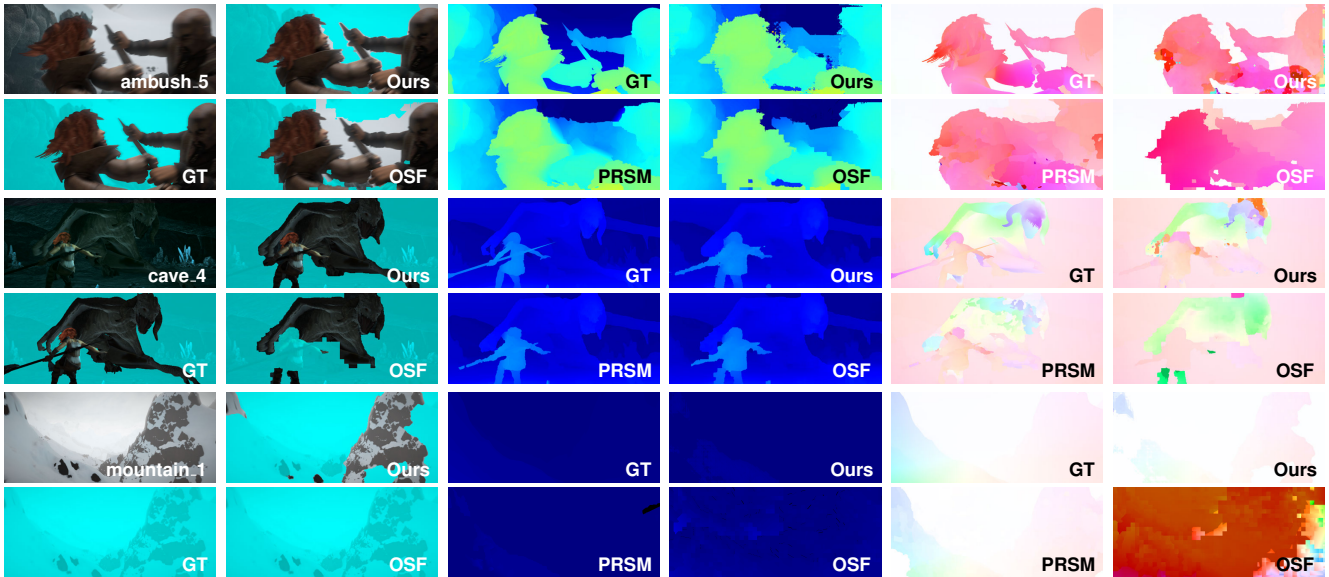 ambush_5 Ours GT Ours GT Ours
GT OSF PRSM OSF PRSM OSF
cave_4 Ours GT Ours GT Ours
GT OSF PRSM OSF PRSM OSF
mountain_1 Ours GT Ours GT Ours
GT OSF PRSM OSF PRSM OSF